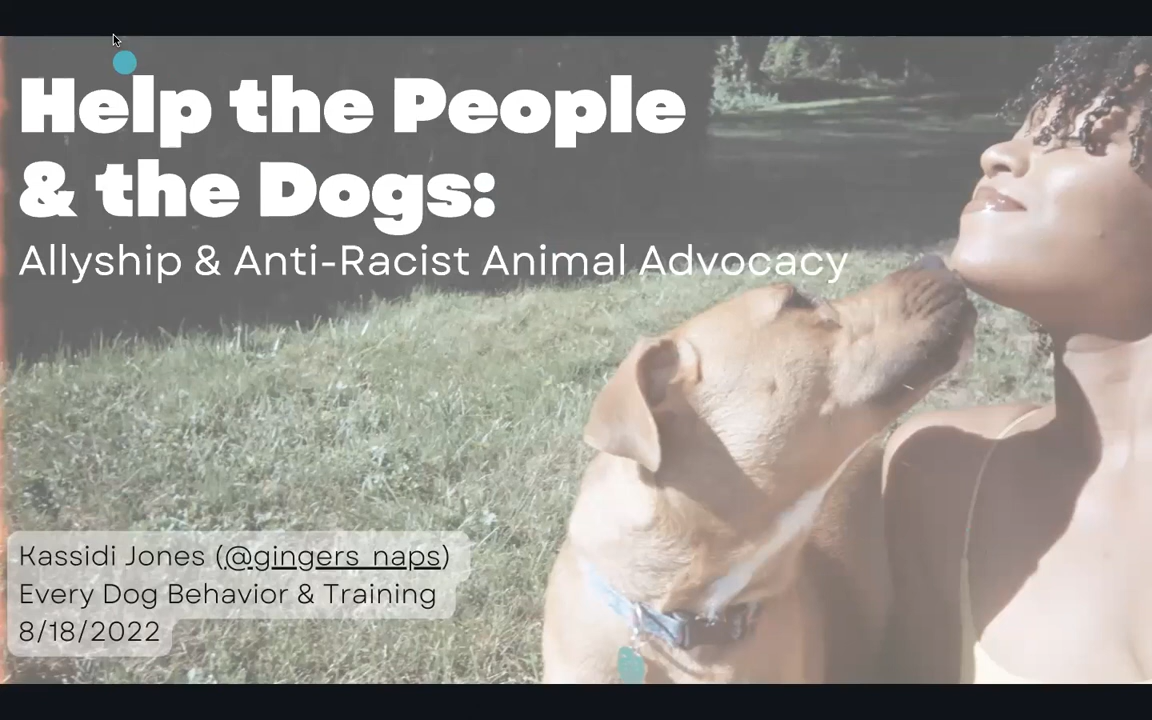 Help the People
& the Dogs:
Allyship & Anti-Racist Animal Advocacy
Kassidi Jones (@gingers_naps)
Every Dog Behavior & Training
8/18/2022